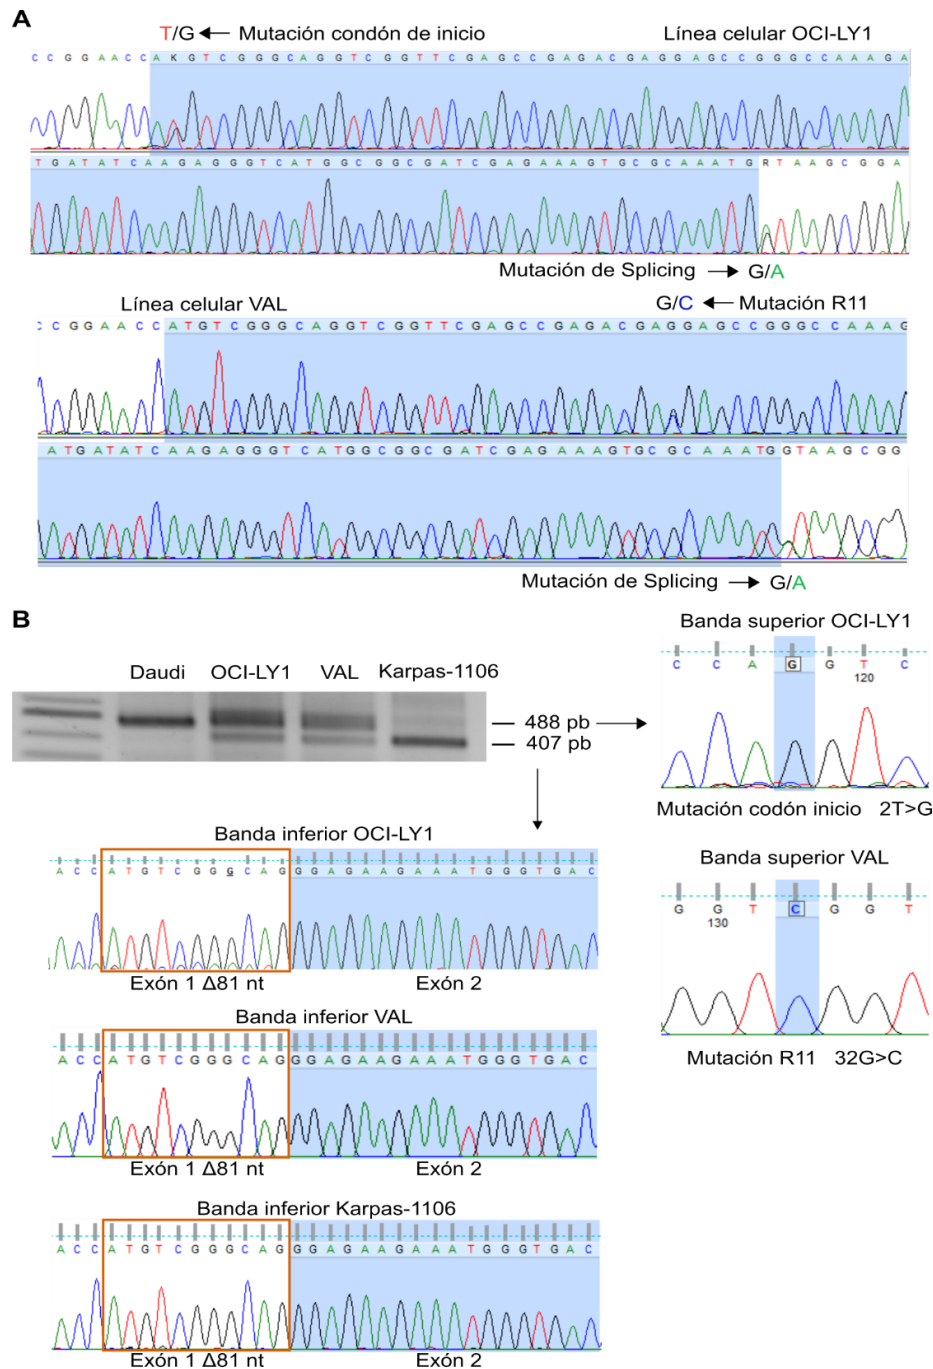 A
T/G Mutación condón de inicio
Línea celular OCI-LY1
C C G G A A C C A K G T C G G G C A G G T C G G T T C G A G C C G A G A C G A G G A G C C G G G C C A A A G A
T G A T A T C A A G A G G G T C A T G G C G G C G A T C G A G A A A G T G C G C A A A T G R T A A G C G G A
Mutación de Splicing G/A
Línea celular VAL
G/C Mutación R11
C C G G A A C C A T G T C G G G C A G G T C G G T T C G A G C C G A G A C G A G G A G C C G G G C C A A A G
A T G A T A T C A A G A G G G T C A T G G C G G C G A T C G A G A A A G T G C G C A A A T G G T A A G C G G
Mutación de Splicing G/A
B
Daudi OCI-LY1 VAL Karpas-1106
488 pb
407 pb
Banda superior OCI-LY1
C C A G G T C
120
Mutación codón inicio 2T>G
Banda inferior OCI-LY1
A C C A T G T C G G G C A G G G A G A A G A A A T G G G T G A C
Exón 1 Δ81 nt Exón 2
Banda superior VAL
G G T C G G T
130
Mutación R11 32G>C
Banda inferior VAL
A C C A T G T C G G G C A G G G A G A A G A A A T G G G T G A C
Exón 1 Δ81 nt Exón 2
Banda inferior Karpas-1106
A C C A T G T C G G G C A G G G A G A A G A A A T G G G T G A C
Exón 1 Δ81 nt Exón 2